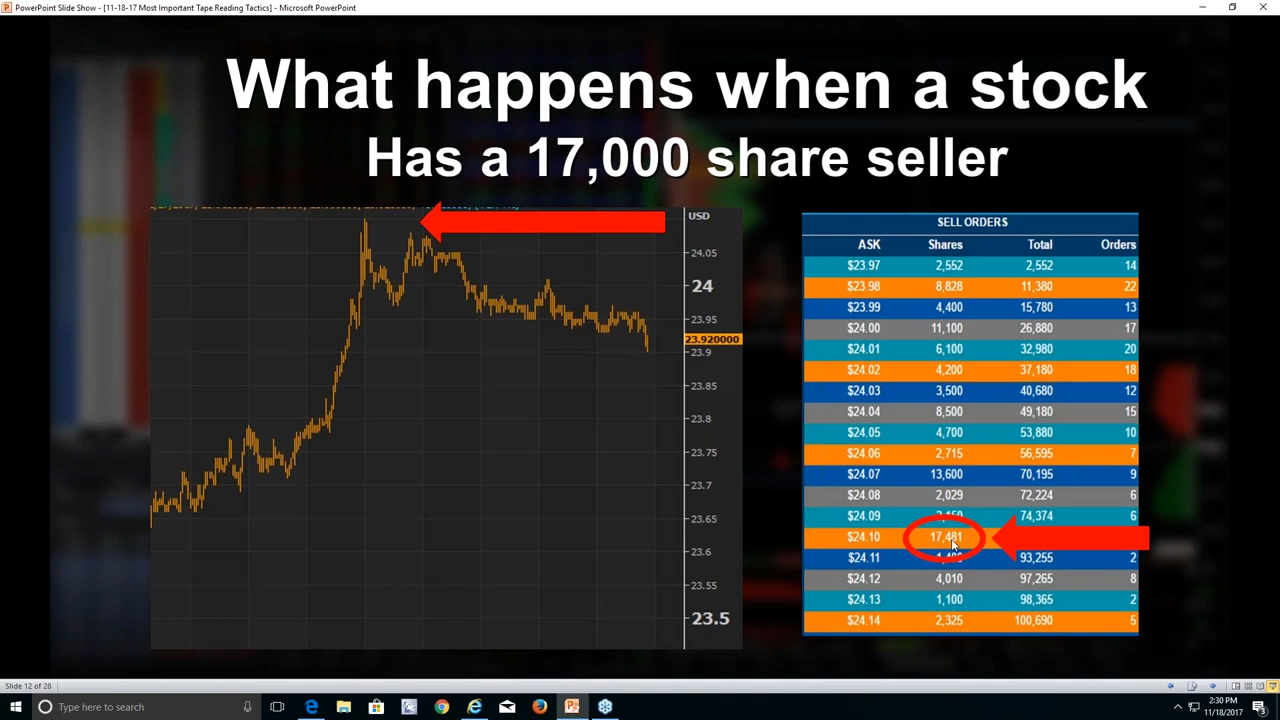 PowerPoint Slide Show - [11-18-17 Most Important Tape Reading Tactics] - Microsoft PowerPoint
What happens when a stock
Has a 17,000 share seller
USD
24.05
24
23.95
23.920000
23.9
23.85
23.8
23.75
23.7
23.65
23.6
23.55
23.5
SELL ORDERS
ASK Shares Total Orders
$23.97 2,552 2,552 14
$23.98 8,828 11,380 22
$23.99 4,400 15,780 13
$24.00 11,100 26,880 17
$24.01 6,100 32,980 20
$24.02 4,200 37,180 18
$24.03 3,500 40,680 12
$24.04 8,500 49,180 15
$24.05 4,700 53,880 10
$24.06 2,715 56,595 7
$24.07 13,600 70,195 9
$24.08 2,029 72,224 6
$24.09 74,374 6
$24.10 17,481
$24.11 93,255 2
$24.12 4,010 97,265 8
$24.13 1,100 98,365 2
$24.14 2,325 100,690 5
Slide 12 of 28
Type here to search
2:30 PM
11/18/2017